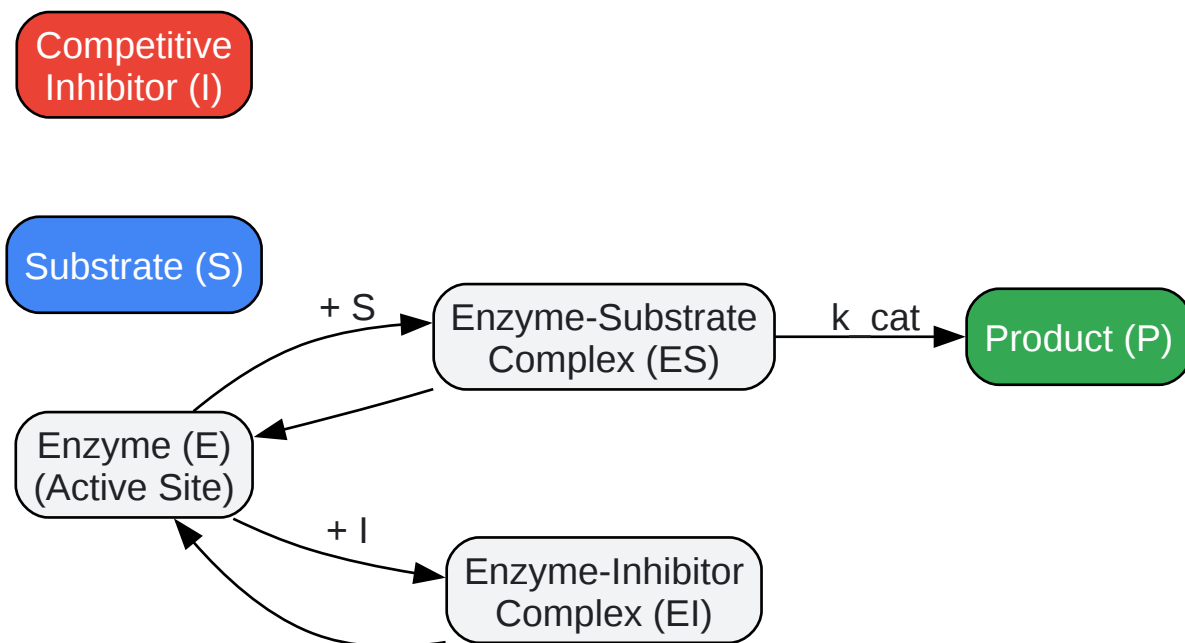 Competitive
Inhibitor (I)
Substrate (S)
+ S
Enzyme-Substrate
Complex (ES)
k_cat
Product (P)
Enzyme (E)
(Active Site)
+ I
Enzyme-Inhibitor
Complex (EI)